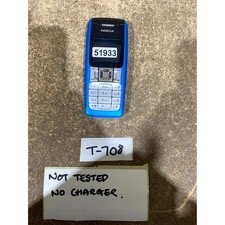 NOKIA
51933
T-708
NOT TESTED
NO CHARGER.